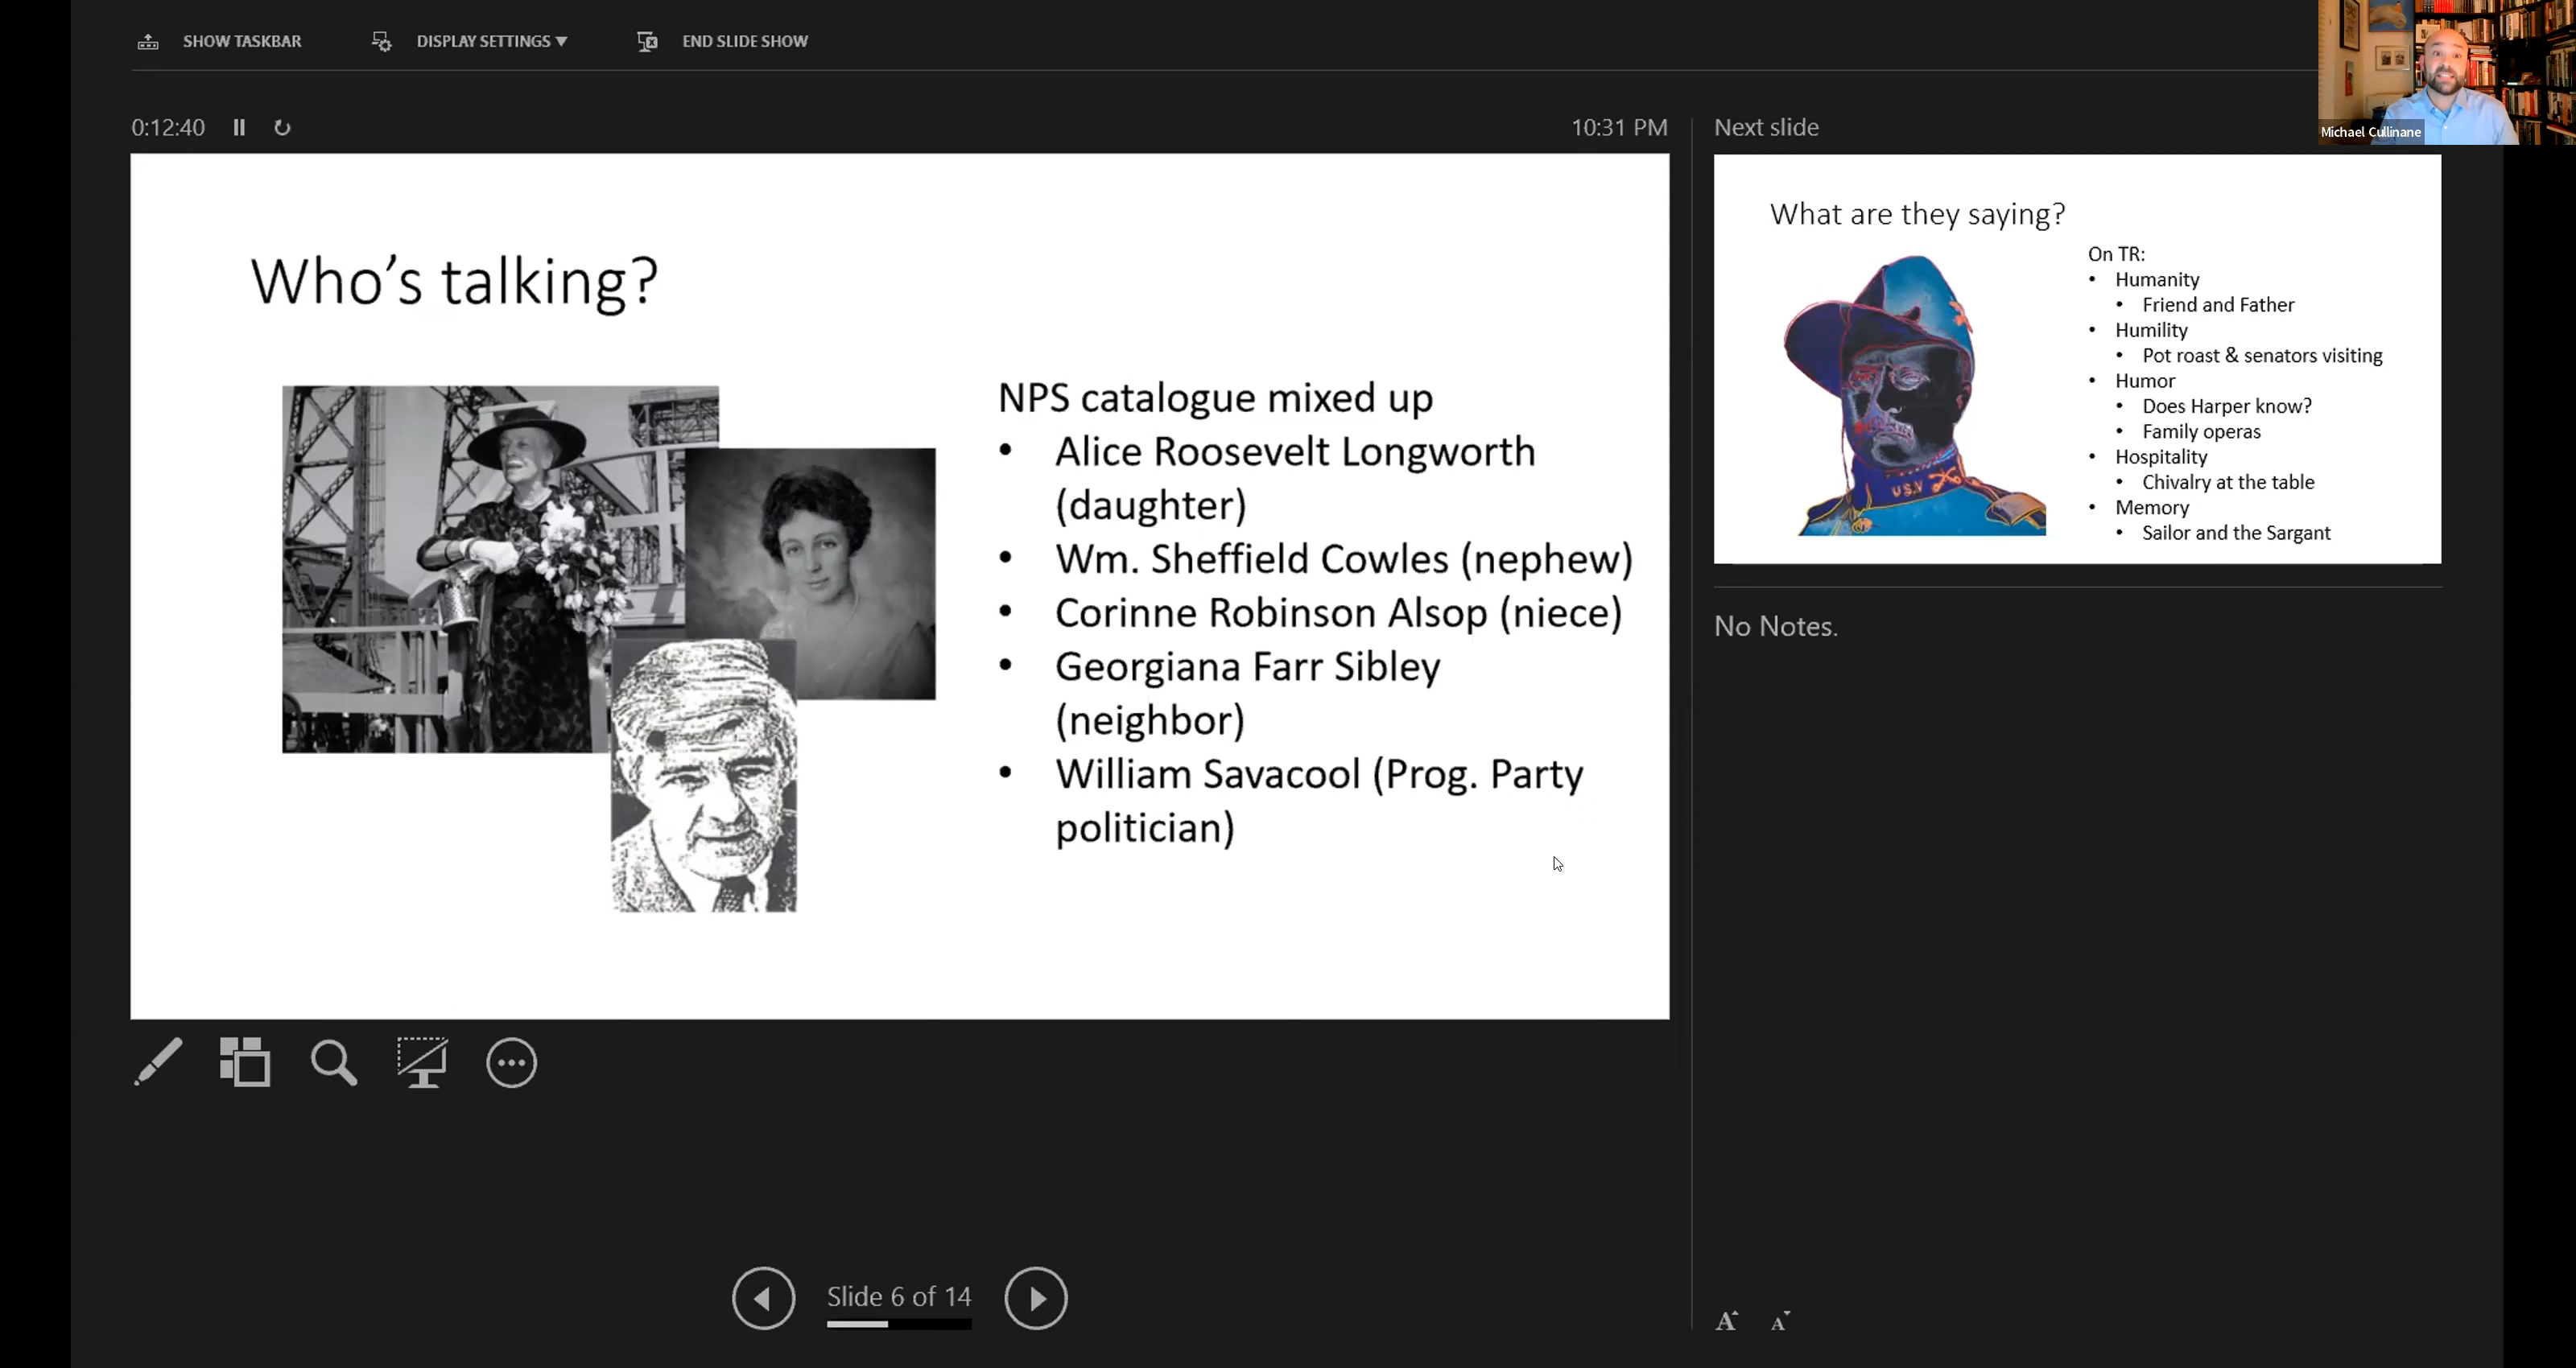 SHOW TASKBAR
DISPLAY SETTINGS ▼
END SLIDE SHOW
Michael Cullinane
0:12:40
10:31 PM
Next slide
Who's talking?
NPS catalogue mixed up
• Alice Roosevelt Longworth
(daughter)
• Wm. Sheffield Cowles (nephew)
• Corinne Robinson Alsop (niece)
• Georgiana Farr Sibley
(neighbor)
• William Savacool (Prog. Party
politician)
What are they saying?
On TR:
• Humanity
• Friend and Father
• Humility
• Pot roast & senators visiting
• Humor
• Does Harper know?
• Family operas
• Hospitality
• Chivalry at the table
• Memory
• Sailor and the Sargant
U.S.V
No Notes.
Slide 6 of 14
A A